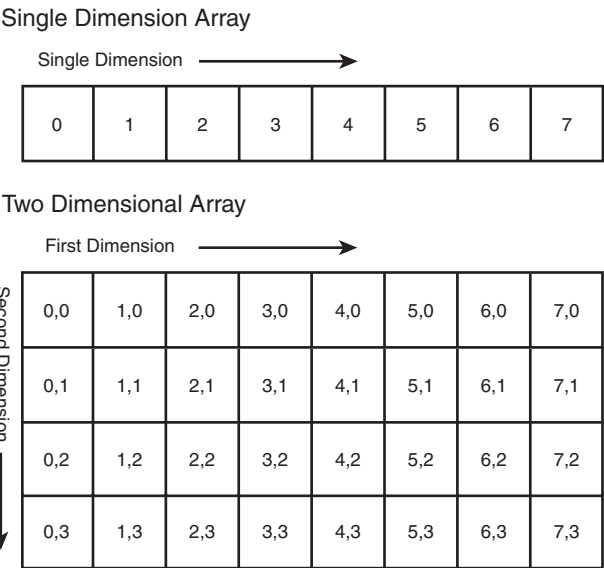 Single Dimension Array
Single Dimension
0 1 2 3 4 5 6 7
Two Dimensional Array
First Dimension
Second Dimension
0,0 1,0 2,0 3,0 4,0 5,0 6,0 7,0
0,1 1,1 2,1 3,1 4,1 5,1 6,1 7,1
0,2 1,2 2,2 3,2 4,2 5,2 6,2 7,2
0,3 1,3 2,3 3,3 4,3 5,3 6,3 7,3